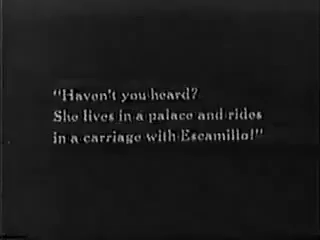 "Haven't you heard?
She lives in a palace and rides
in a carriage with Escamillo!"